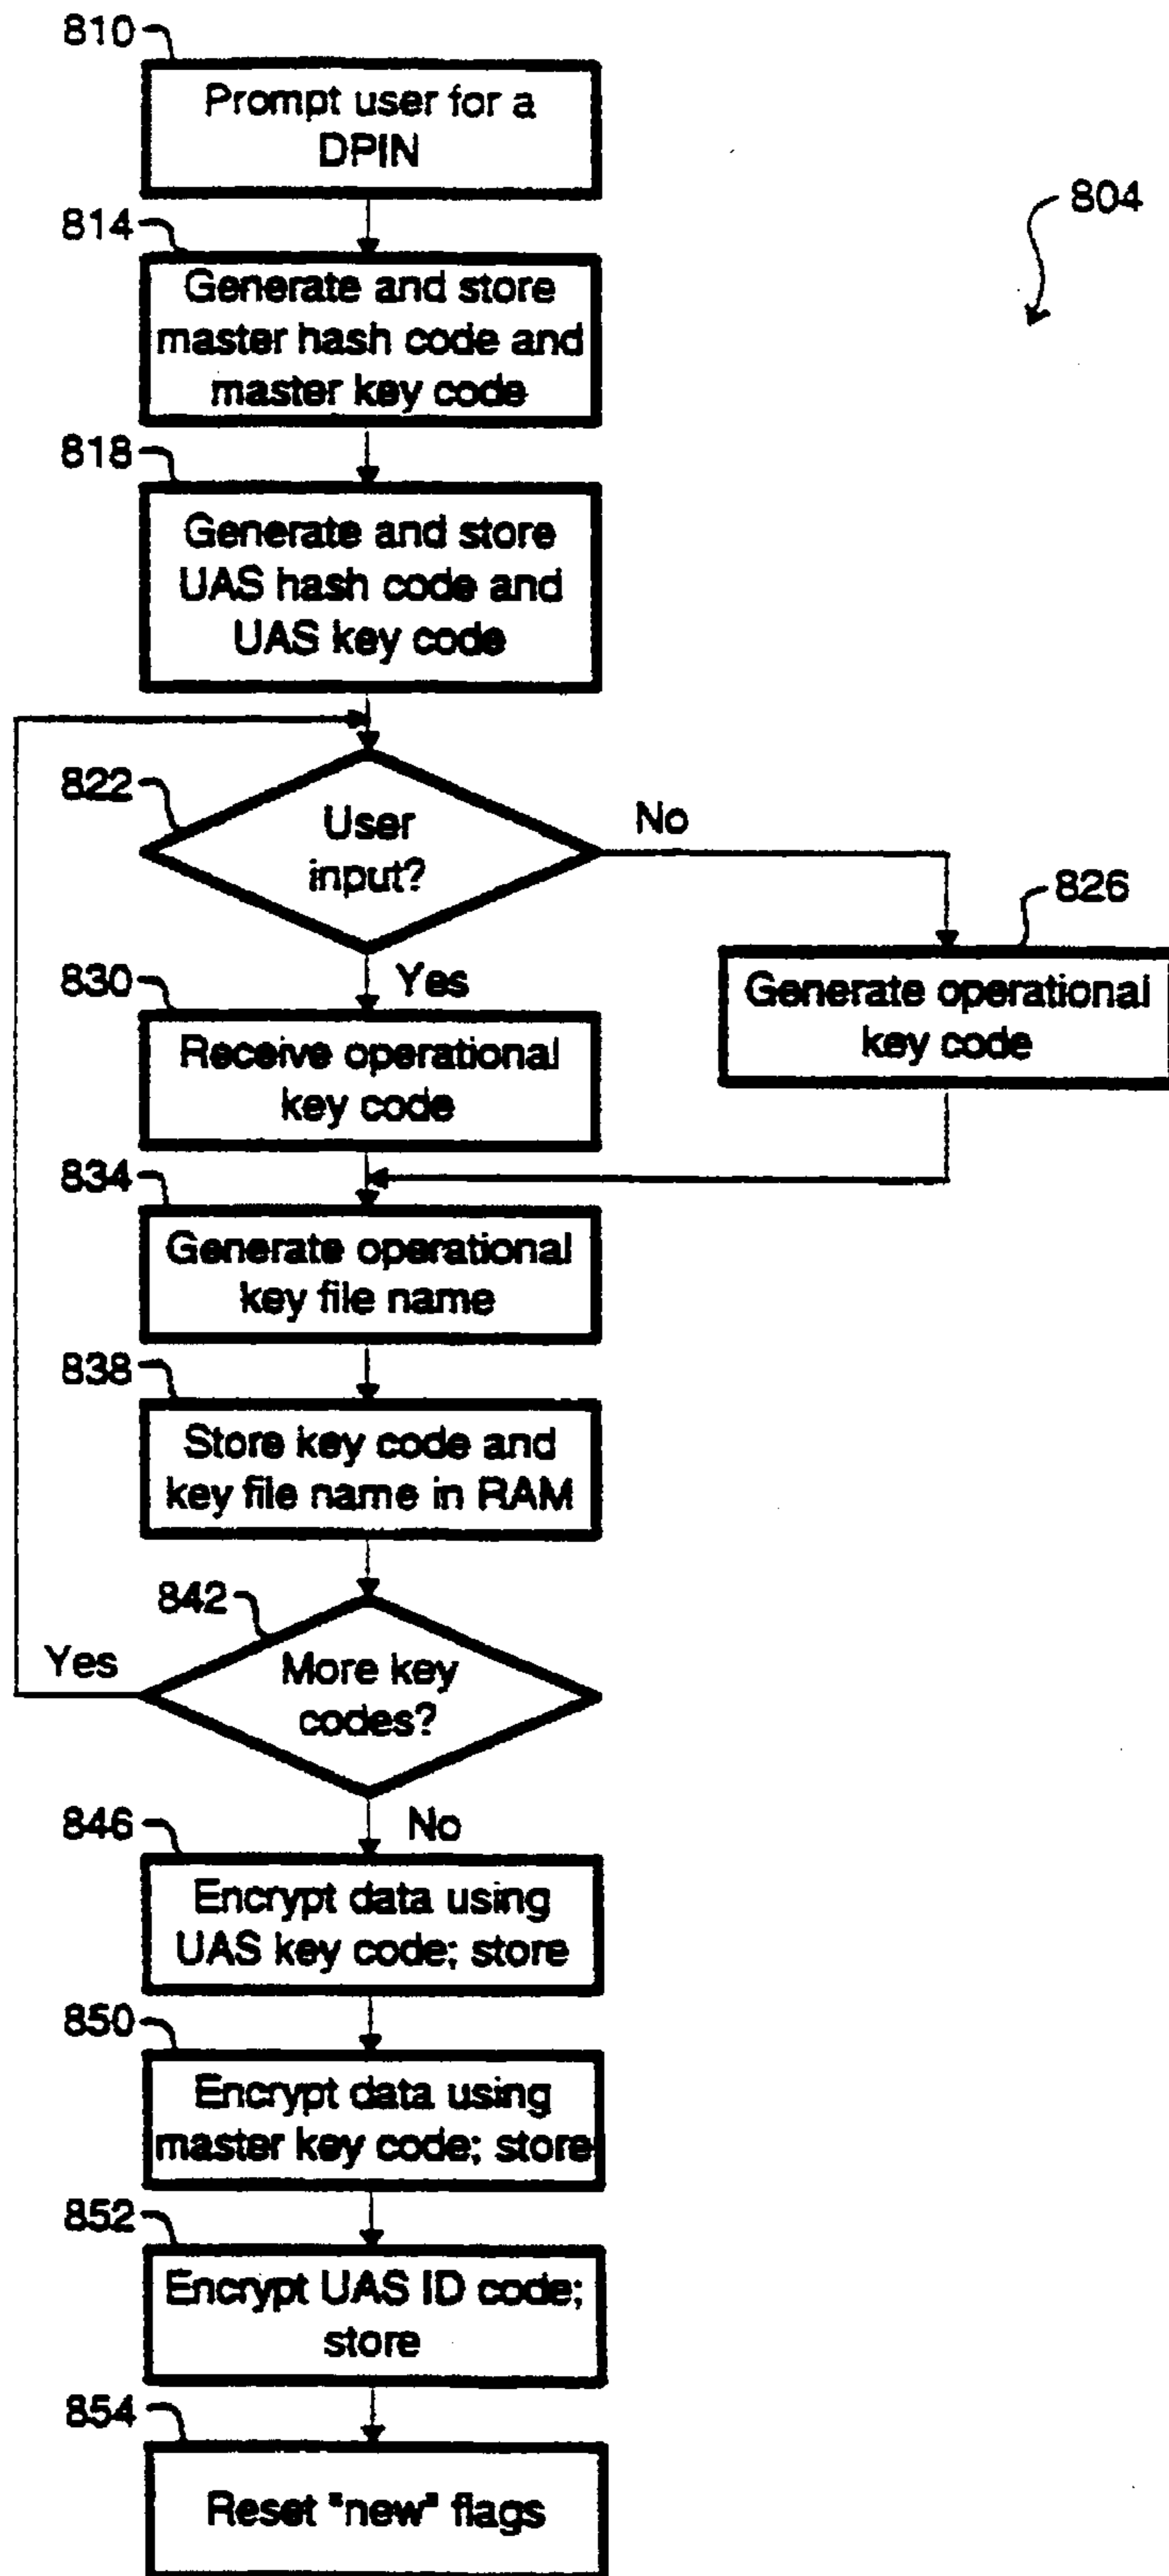 810
Prompt user for a
DPIN
804
814
Generate and store
master hash code and
master key code
818
Generate and store
UAS hash code and
UAS key code
822
User
input?
No
826
Generate operational
key code
Yes
830
Receive operational
key code
834
Generate operational
key file name
838
Store key code and
key file name in RAM
842
More key
codes?
Yes
No
846
Encrypt data using
UAS key code; store
850
Encrypt data using
master key code; store
852
Encrypt UAS ID code;
store
854
Reset "new" flags